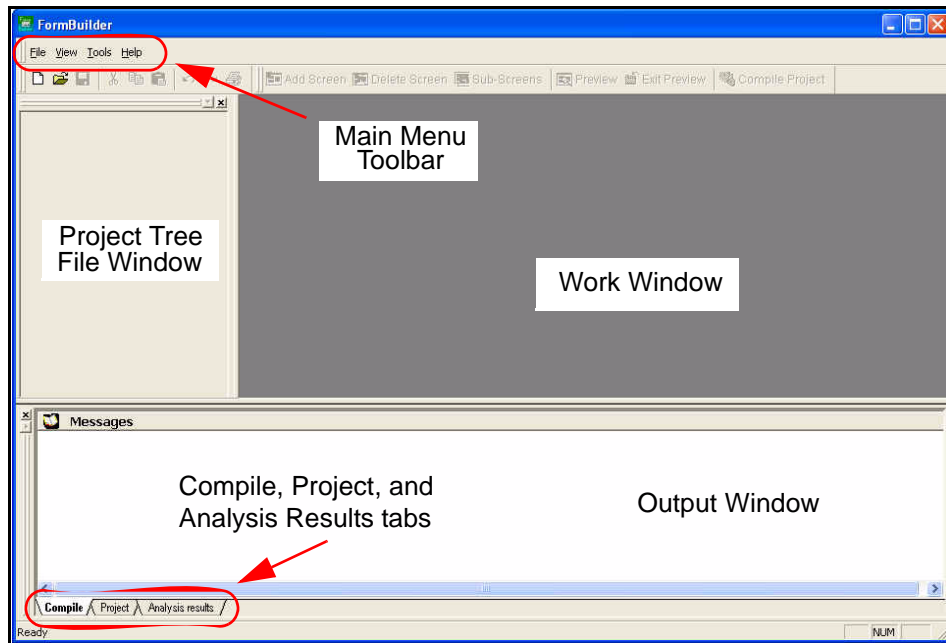 FormBuilder
File View Tools Help
Add Screen Delete Screen Sub-Screens Preview Exit Preview Compile Project
Main Menu
Toolbar
Project Tree
File Window
Work Window
Messages
Compile, Project, and
Analysis Results tabs
Output Window
Compile Project Analysis results
Ready NUM